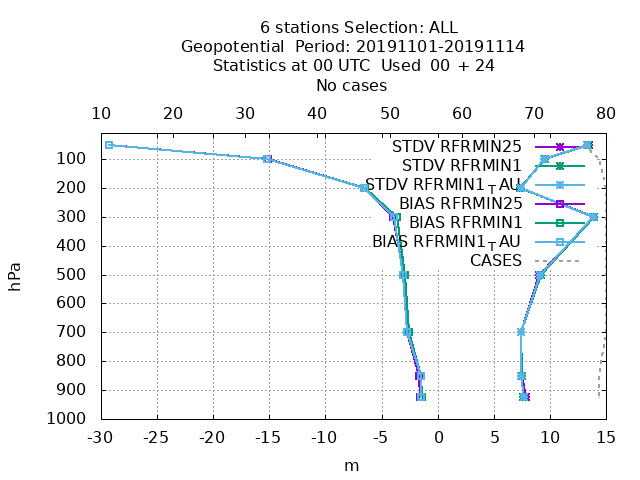 6 stations Selection: ALL
Geopotential  Period: 20191101-20191114
Statistics at 00 UTC  Used  00 + 24
No cases
10 20 30 40 50 60 70 80
STDV RFRMIN25
STDV RFRMIN1
STDV RFRMIN1_TAU
BIAS RFRMIN25
BIAS RFRMIN1
BIAS RFRMIN1_TAU
CASES
hPa
100
200
300
400
500
600
700
800
900
1000
-30 -25 -20 -15 -10 -5 0 5 10 15
m